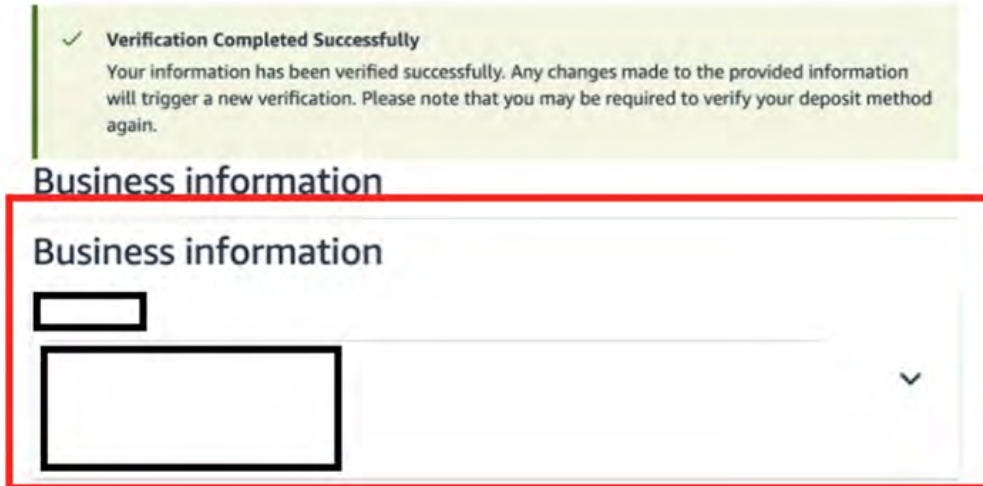 Verification Completed Successfully
Your information has been verified successfully. Any changes made to the provided information
will trigger a new verification. Please note that you may be required to verify your deposit method
again.
Business information
Business information